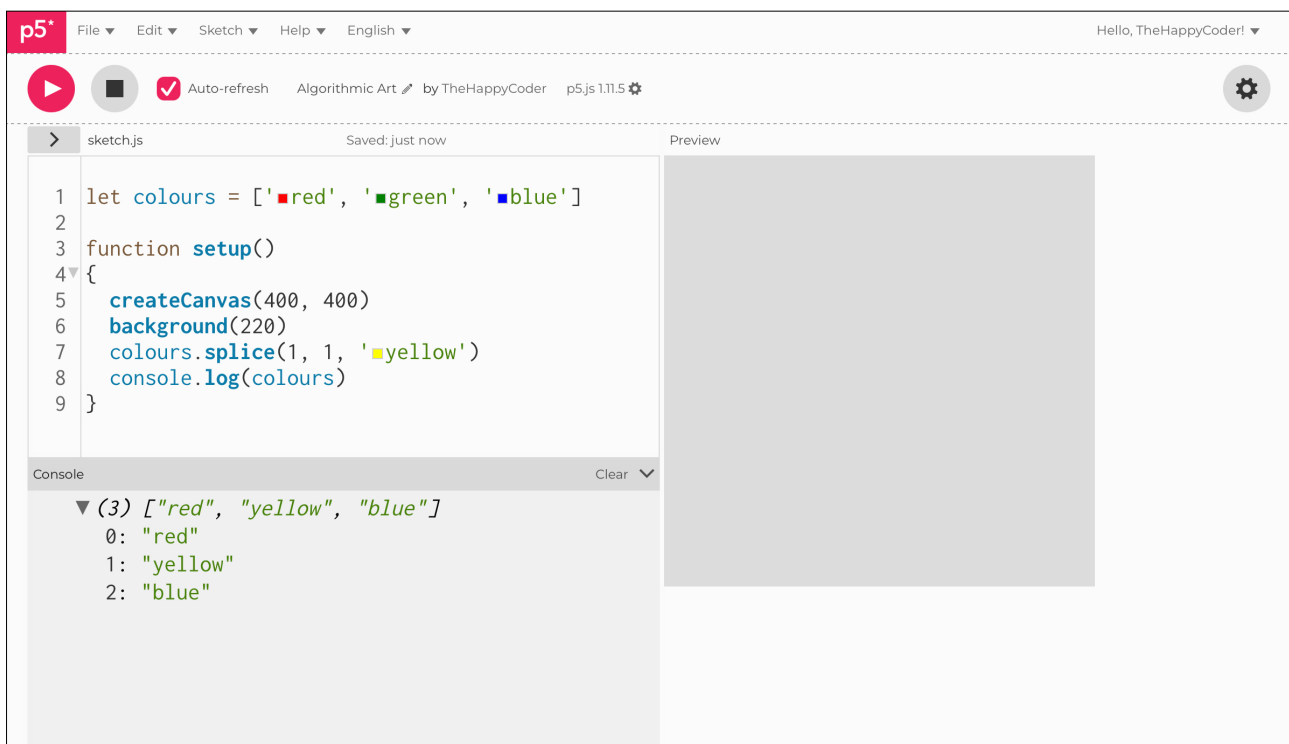 p5* File Edit Sketch Help English Hello, TheHappyCoder!
Auto-refresh Algorithmic Art by TheHappyCoder p5.js 1.11.5
sketch.js Saved: just now Preview
1 let colours = ['red', 'green', 'blue']
2
3 function setup()
4 {
5 createCanvas(400, 400)
6 background(220)
7 colours.splice(1, 1, 'yellow')
8 console.log(colours)
9 }
Console Clear
(3) ["red", "yellow", "blue"]
0: "red"
1: "yellow"
2: "blue"